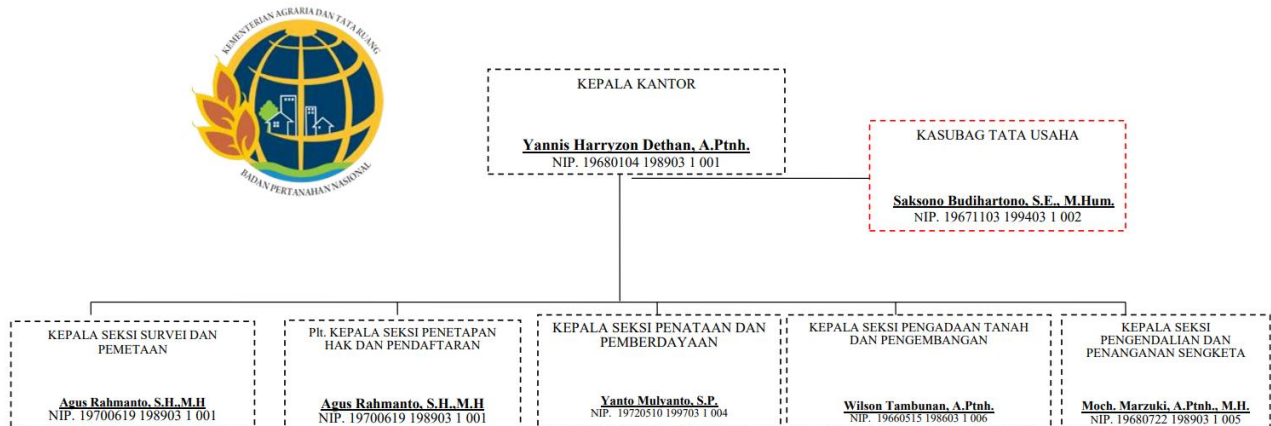 KEMENTERIAN AGRARIA DAN TATA RUANG
BADAN PERTANAHAN NASIONAL
KEPALA KANTOR
Yannis Harryzon Dethan, A.Ptnh.
NIP. 19680104 198903 1 001
KASUBAG TATA USAHA
Saksono Budihartono, S.E., M.Hum.
NIP. 19671103 199403 1 002
KEPALA SEKSI SURVEI DAN
PEMETAAN
Agus Rahmanto, S.H.,M.H
NIP. 19700619 198903 1 001
Plt. KEPALA SEKSI PENETAPAN
HAK DAN PENDAFTARAN
Agus Rahmanto, S.H.,M.H
NIP. 19700619 198903 1 001
KEPALA SEKSI PENATAAN DAN
PEMBERDAYAAN
Yanto Mulyanto, S.P.
NIP. 19720510 199703 1 004
KEPALA SEKSI PENGADAAN TANAH
DAN PENGEMBANGAN
Wilson Tambunan, A.Ptnh.
NIP. 19660515 198603 1 006
KEPALA SEKSI
PENGENDALIAN DAN
PENANGANAN SENGKETA
Moch. Marzuki, A.Ptnh., M.H.
NIP. 19680722 198903 1 005